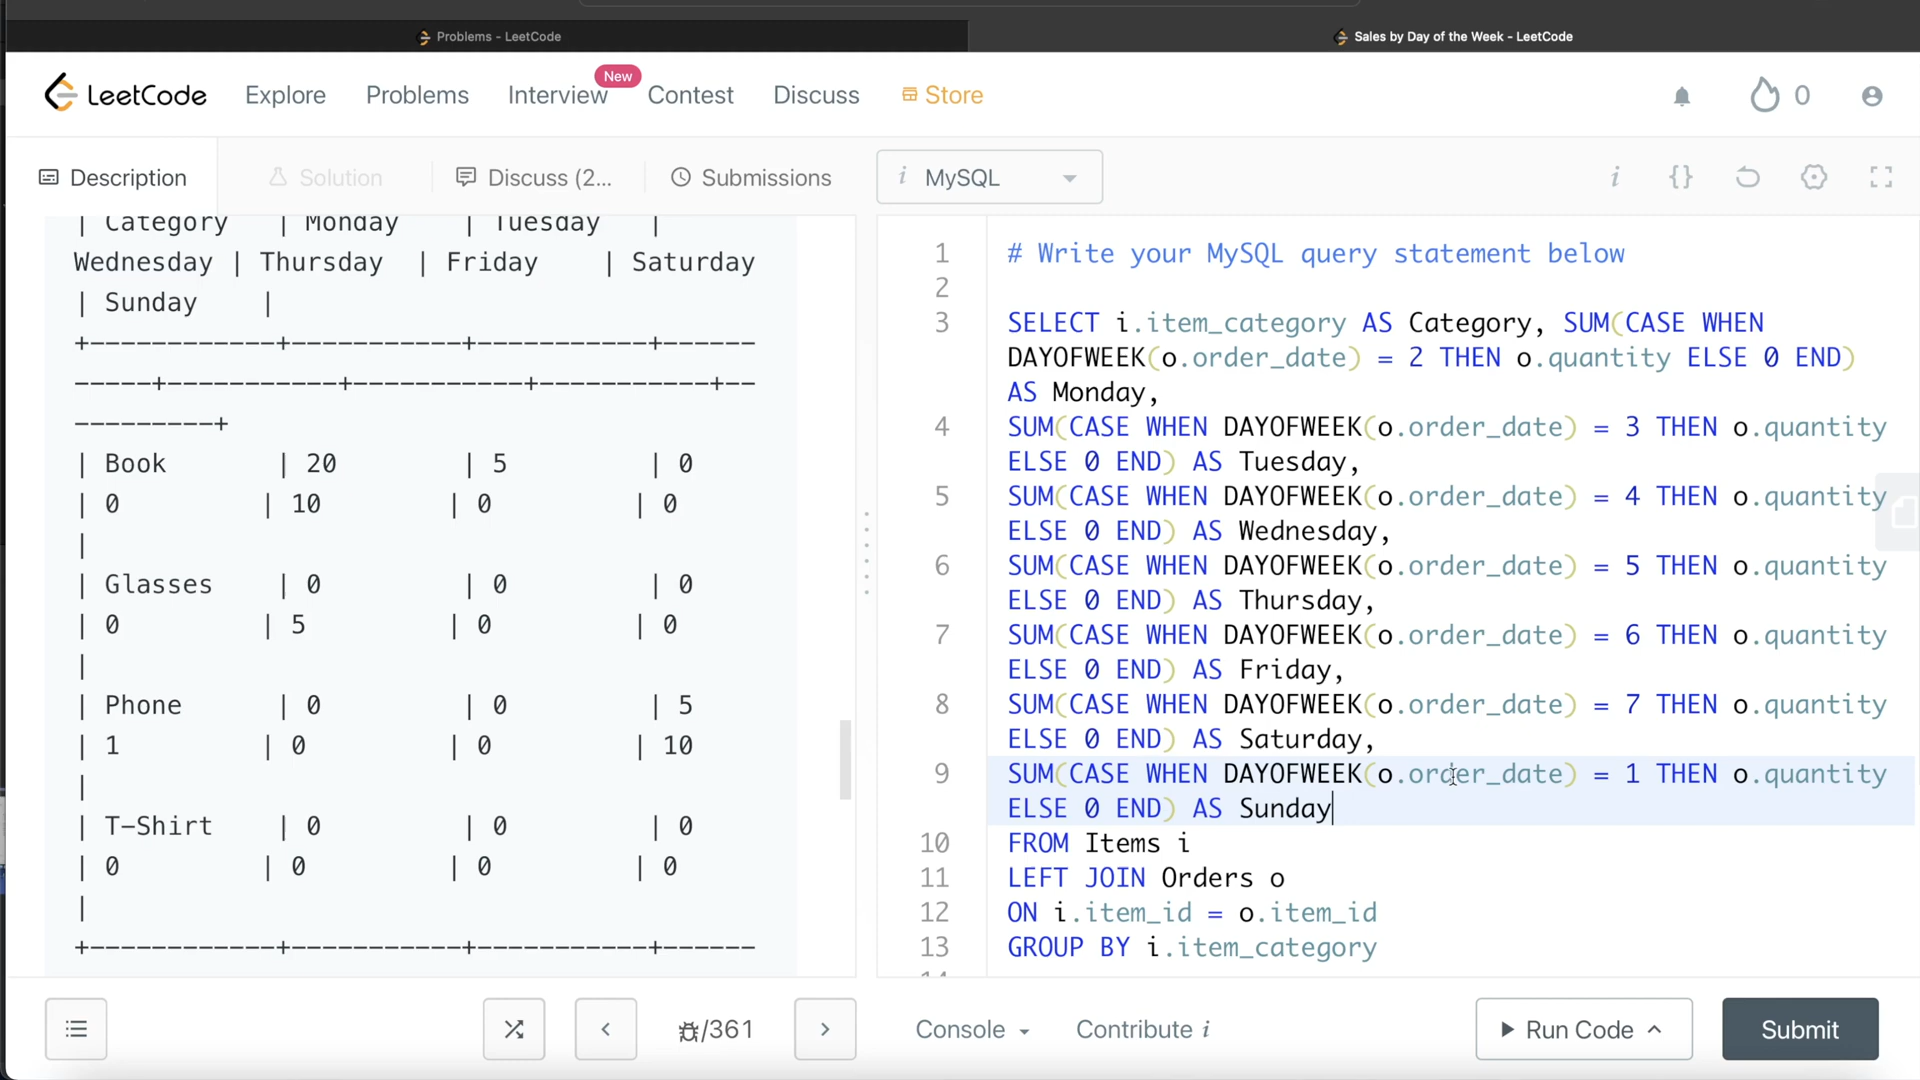 Problems - LeetCode
Sales by Day of the Week - LeetCode
LeetCode
Explore
Problems
Interview
New
Contest
Discuss
Store
0
Description
Solution
Discuss (2...
Submissions
i MySQL
i {}
| Category | Monday | Tuesday |
Wednesday | Thursday | Friday | Saturday
| Sunday |
+------------+-----------+-----------+------
-----+-----------+-----------+-----------+--
---------+
| Book | 20 | 5 | 0
| 0 | 10 | 0 | 0
|
| Glasses | 0 | 0 | 0
| 0 | 5 | 0 | 0
|
| Phone | 0 | 0 | 5
| 1 | 0 | 0 | 10
|
| T-Shirt | 0 | 0 | 0
| 0 | 0 | 0 | 0
|
+------------+-----------+-----------+------
1 # Write your MySQL query statement below
2
3 SELECT i.item_category AS Category, SUM(CASE WHEN
DAYOFWEEK(o.order_date) = 2 THEN o.quantity ELSE 0 END)
AS Monday,
4 SUM(CASE WHEN DAYOFWEEK(o.order_date) = 3 THEN o.quantity
ELSE 0 END) AS Tuesday,
5 SUM(CASE WHEN DAYOFWEEK(o.order_date) = 4 THEN o.quantity
ELSE 0 END) AS Wednesday,
6 SUM(CASE WHEN DAYOFWEEK(o.order_date) = 5 THEN o.quantity
ELSE 0 END) AS Thursday,
7 SUM(CASE WHEN DAYOFWEEK(o.order_date) = 6 THEN o.quantity
ELSE 0 END) AS Friday,
8 SUM(CASE WHEN DAYOFWEEK(o.order_date) = 7 THEN o.quantity
ELSE 0 END) AS Saturday,
9 SUM(CASE WHEN DAYOFWEEK(o.order_date) = 1 THEN o.quantity
ELSE 0 END) AS Sunday
10 FROM Items i
11 LEFT JOIN Orders o
12 ON i.item_id = o.item_id
13 GROUP BY i.item_category
14
/361
Console
Contribute i
Run Code
Submit